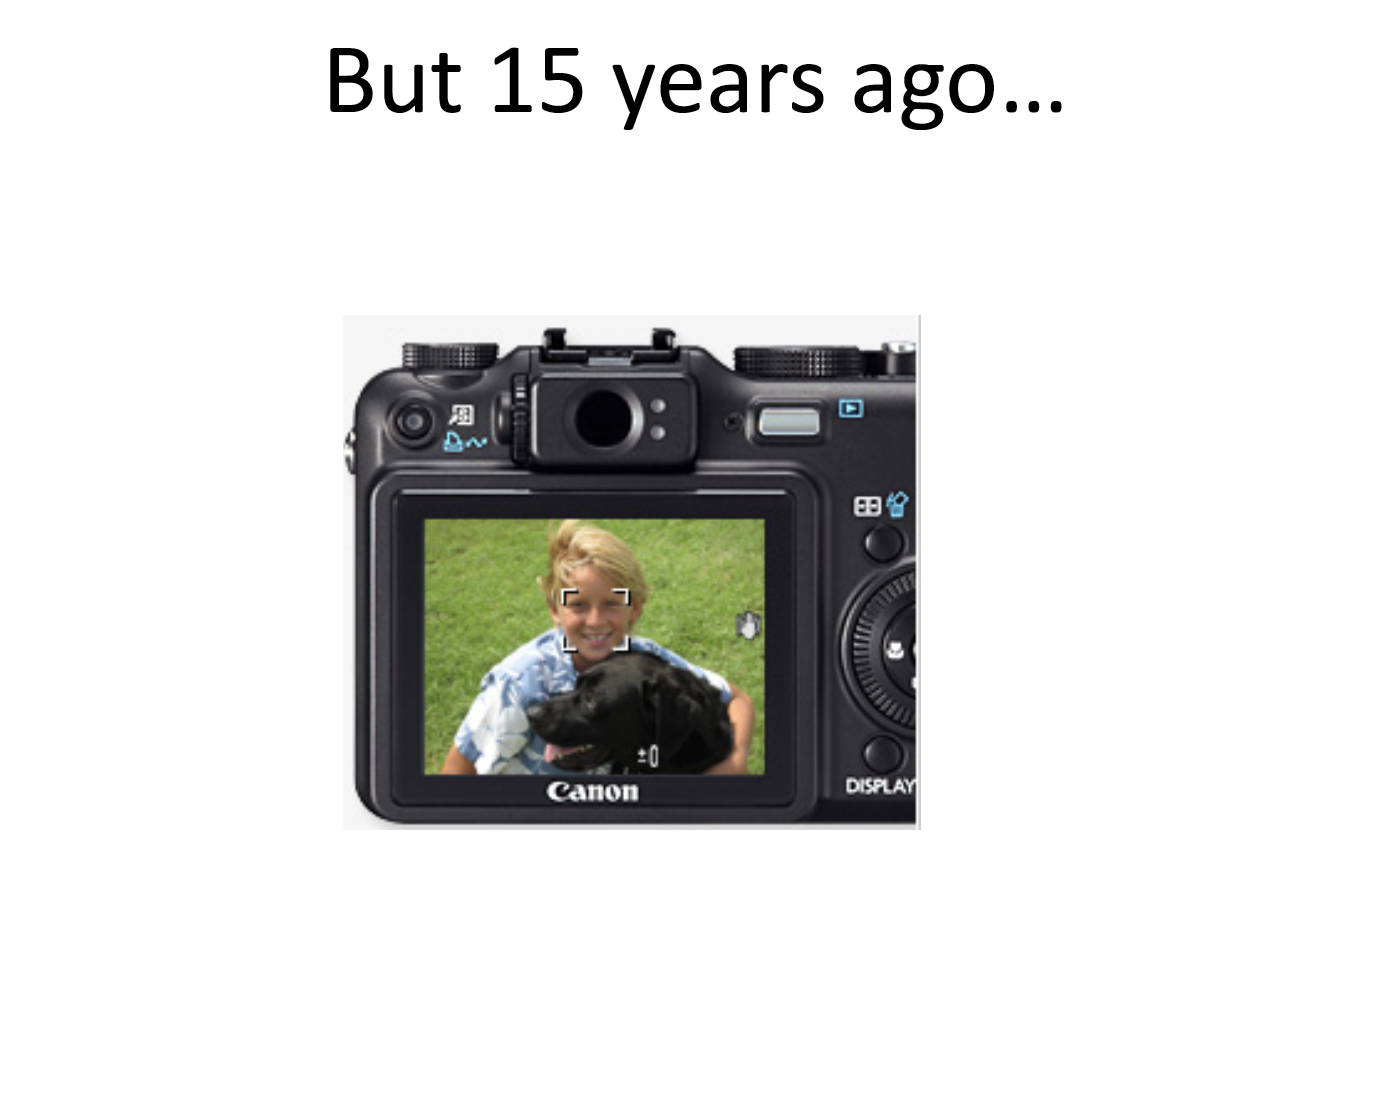 But 15 years ago...
±0
Canon
DISPLAY